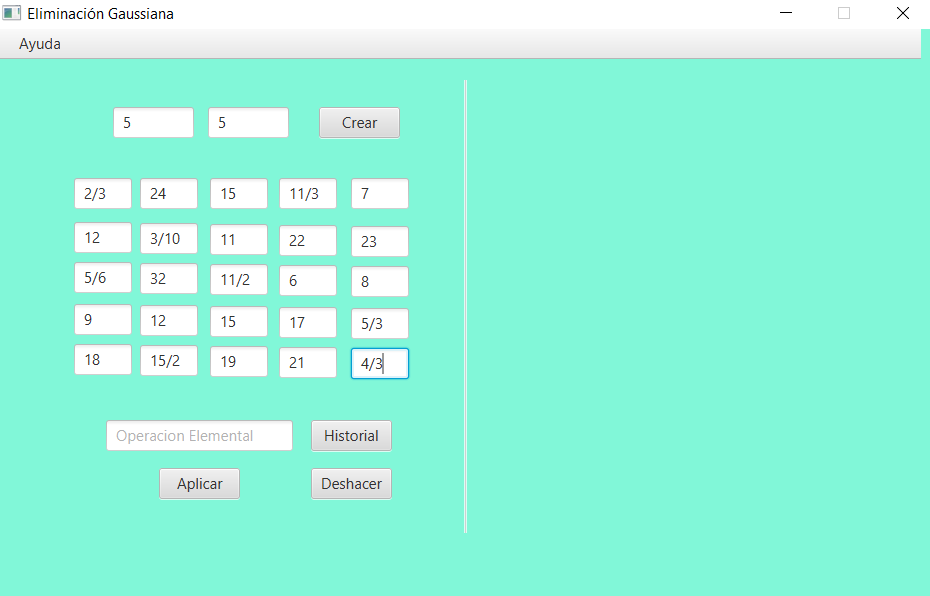 Eliminación Gaussiana
Ayuda
5 5 Crear
2/3 24 15 11/3 7
12 3/10 11 22 23
5/6 32 11/2 6 8
9 12 15 17 5/3
18 15/2 19 21 4/3
Operacion Elemental Historial
Aplicar Deshacer